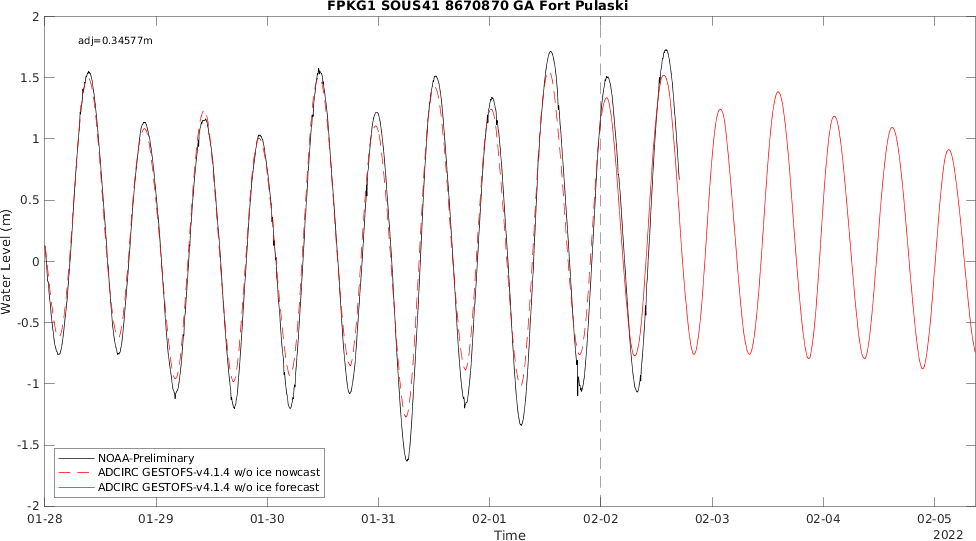 FPKG1 SOUS41 8670870 GA Fort Pulaski
adj=0.34577m
2
1.5
1
0.5
0
-0.5
-1
-1.5
-2
Water Level (m)
NOAA-Preliminary
ADCIRC GESTOFS-v4.1.4 w/o ice nowcast
ADCIRC GESTOFS-v4.1.4 w/o ice forecast
01-28 01-29 01-30 01-31 02-01 02-02 02-03 02-04 02-05
Time
2022